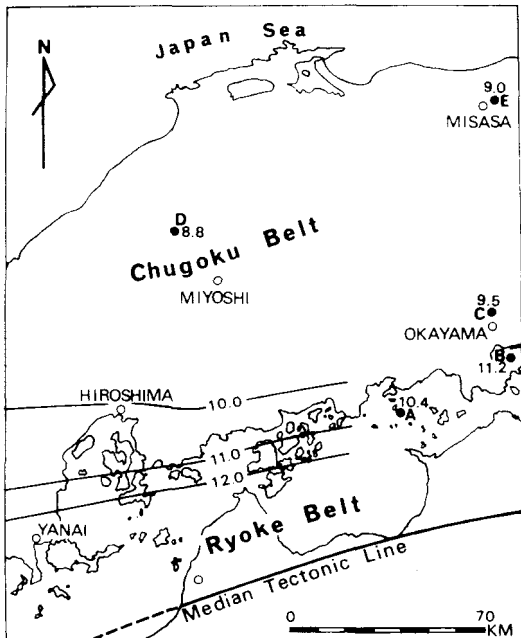 Japan Sea
N
9.0
E
MISASA
D
8.8
Chugoku Belt
MIYOSHI
9.5
C
OKAYAMA
B
11.2
HIROSHIMA
10.0
10.4
A
11.0
12.0
YANAI
Ryoke Belt
Median Tectonic Line
0 70
KM